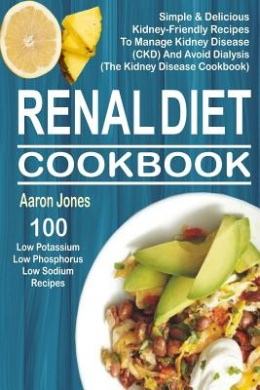 Simple & Delicious
Kidney-Friendly Recipes
To Manage Kidney Disease
(CKD) And Avoid Dialysis
(The Kidney Disease Cookbook)
RENAL DIET
COOKBOOK
Aaron Jones
100
Low Potassium
Low Phosphorus
Low Sodium
Recipes